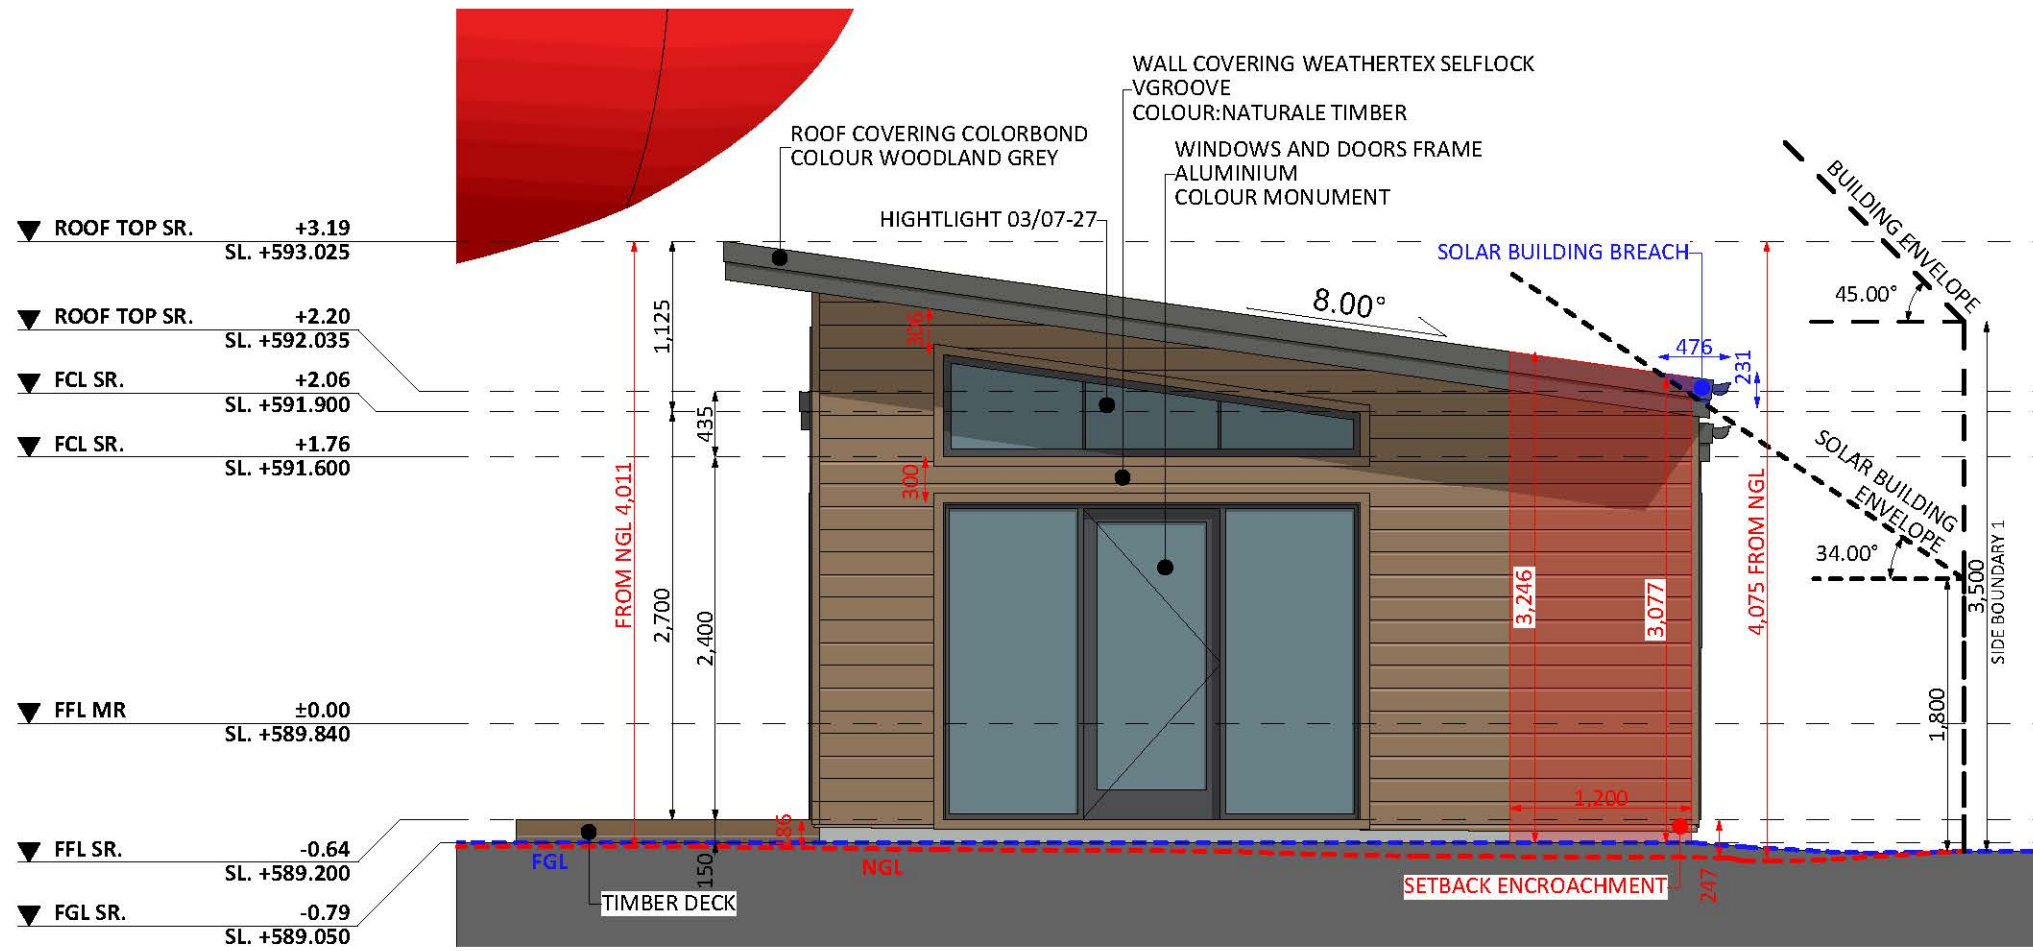 WALL COVERING WEATHERTEX SELFLOCK
VGROOVE
COLOUR:NATURALE TIMBER
ROOF COVERING COLORBOND
COLOUR WOODLAND GREY
WINDOWS AND DOORS FRAME
ALUMINIUM
COLOUR MONUMENT
HIGHTLIGHT 03/07-27
SOLAR BUILDING BREACH
BUILDING ENVELOPE
45.00°
8.00°
ROOF TOP SR. +3.19
SL. +593.025
ROOF TOP SR. +2.20
SL. +592.035
FCL SR. +2.06
SL. +591.900
FCL SR. +1.76
SL. +591.600
FFL MR ±0.00
SL. +589.840
FFL SR. -0.64
SL. +589.200
FGL SR. -0.79
SL. +589.050
FROM NGL 4,011
1,125
2,700
435
2,400
150
186
306
300
476
231
3,246
3,077
1,200
247
4,075 FROM NGL
SOLAR BUILDING
ENVELOPE
34.00°
1,800
3,500
SIDE BOUNDARY 1
FGL
NGL
TIMBER DECK
SETBACK ENCROACHMENT